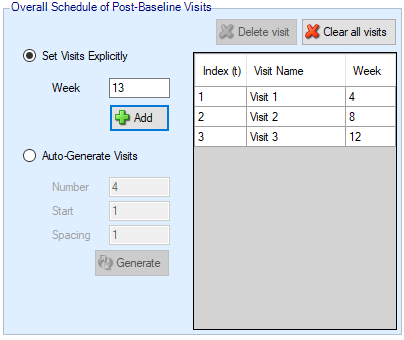 Overall Schedule of Post-Baseline Visits
Delete visit
Clear all visits
Set Visits Explicitly
Week 13
Add
Auto-Generate Visits
Number 4
Start 1
Spacing 1
Generate
Index (t) Visit Name Week
1 Visit 1 4
2 Visit 2 8
3 Visit 3 12